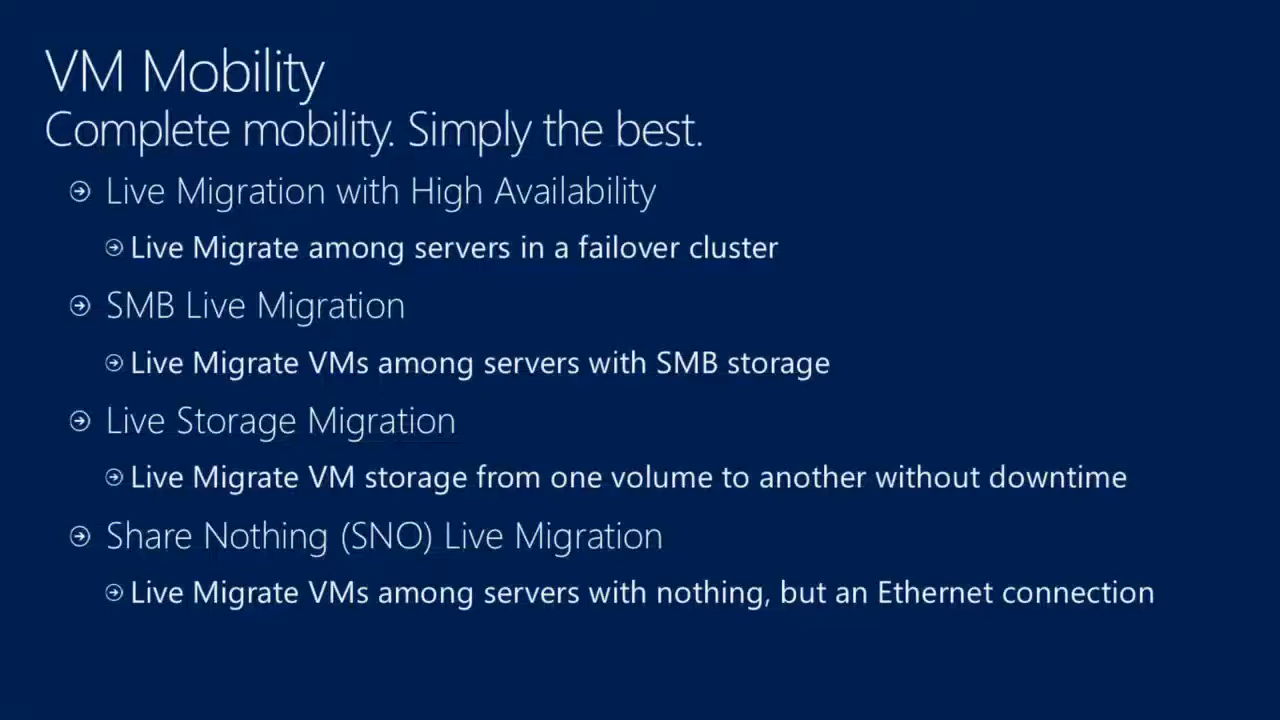 VM Mobility
Complete mobility. Simply the best.
Live Migration with High Availability
Live Migrate among servers in a failover cluster
SMB Live Migration
Live Migrate VMs among servers with SMB storage
Live Storage Migration
Live Migrate VM storage from one volume to another without downtime
Share Nothing (SNO) Live Migration
Live Migrate VMs among servers with nothing, but an Ethernet connection